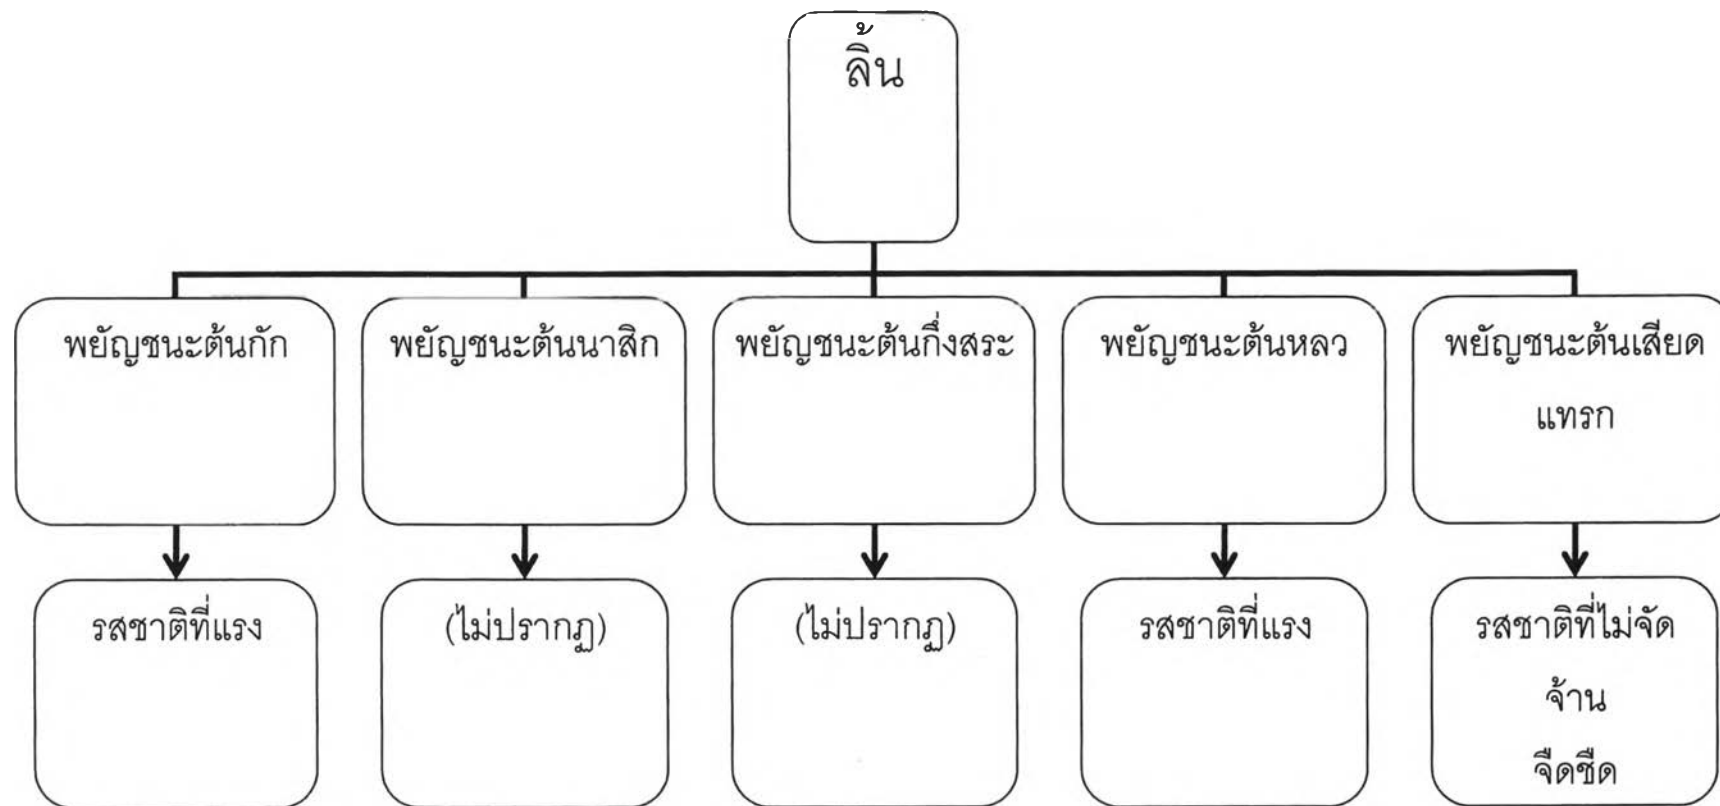 ลิ้น
พยัญชนะต้นกัก
พยัญชนะต้นนาสิก
พยัญชนะต้นกึ่งสระ
พยัญชนะต้นหลว
พยัญชนะต้นเสียด
แทรก
รสชาติที่แรง
(ไม่ปรากฏ)
(ไม่ปรากฏ)
รสชาติที่แรง
รสชาติที่ไม่จัด
จ้าน
จืดชืด